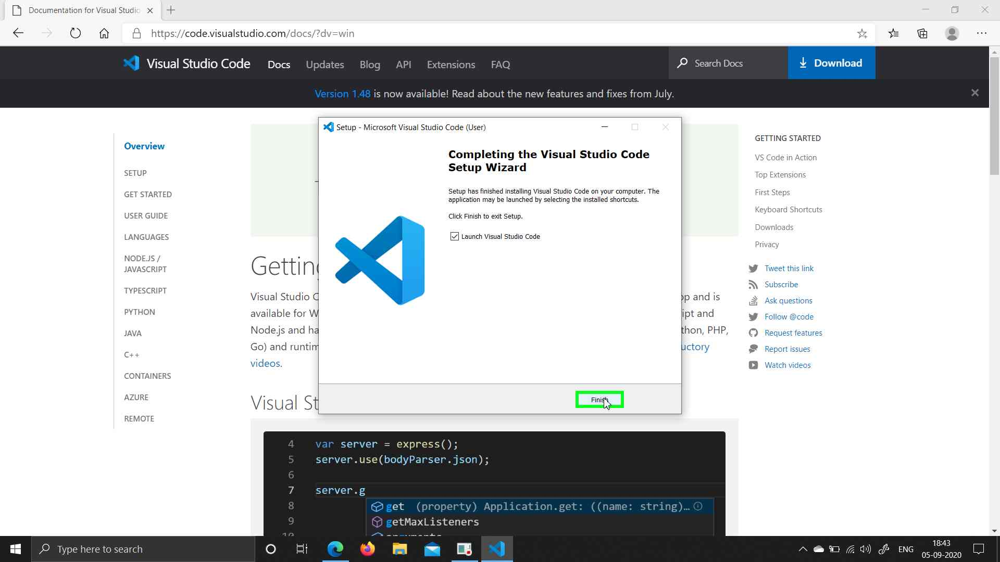 Documentation for Visual Studio
https://code.visualstudio.com/docs/?dv=win
Visual Studio Code
Docs
Updates
Blog
API
Extensions
FAQ
Search Docs
Download
Version 1.48 is now available! Read about the new features and fixes from July.
Overview
SETUP
GET STARTED
USER GUIDE
LANGUAGES
NODE.JS /
JAVASCRIPT
TYPESCRIPT
PYTHON
JAVA
C++
CONTAINERS
AZURE
REMOTE
Setup - Microsoft Visual Studio Code (User)
Completing the Visual Studio Code
Setup Wizard
Setup has finished installing Visual Studio Code on your computer. The
application may be launched by selecting the installed shortcuts.
Click Finish to exit Setup.
Launch Visual Studio Code
Finish
Getting
Visual Studio C
op and is
available for W
ipt and
Node.js and ha
thon, PHP,
Go) and runtim
uctory
videos.
Visual St
4 var server = express();
5 server.use(bodyParser.json);
6
7 server.g
8 get (property) Application.get: ((name: string)…
9 getMaxListeners
10
GETTING STARTED
VS Code in Action
Top Extensions
First Steps
Keyboard Shortcuts
Downloads
Privacy
Tweet this link
Subscribe
Ask questions
Follow @code
Request features
Report issues
Watch videos
Type here to search
ENG
18:43
05-09-2020